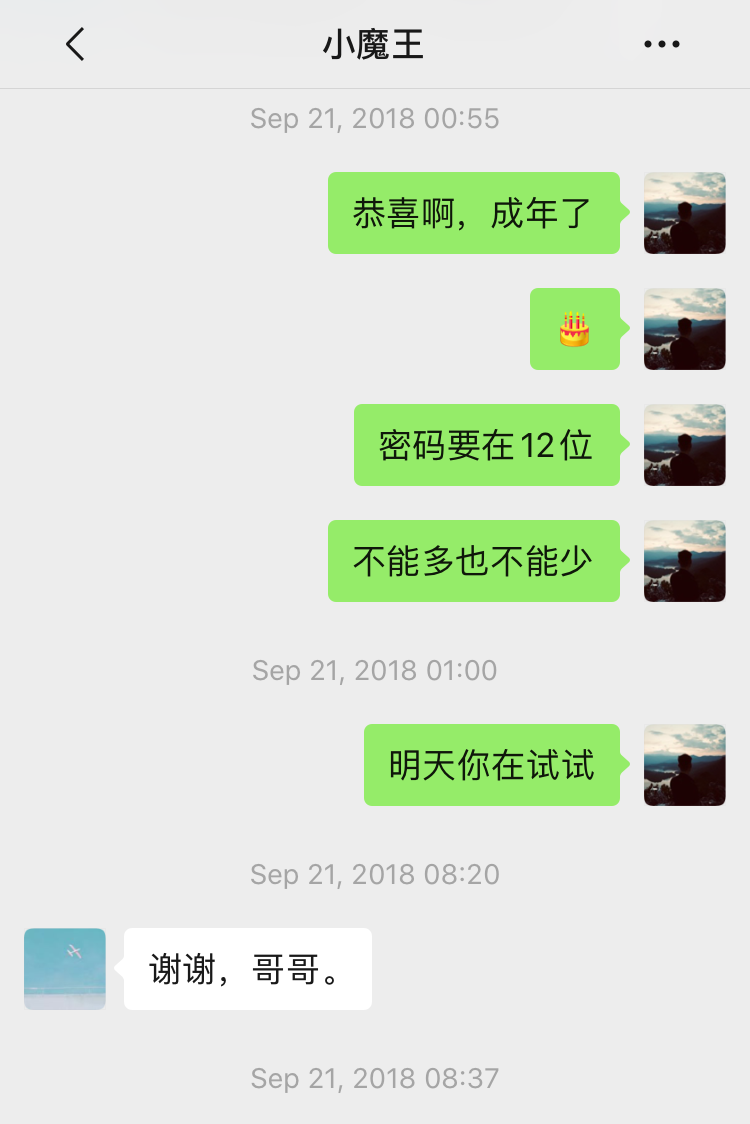 小魔王
Sep 21, 2018 00:55
恭喜啊，成年了
🎂
密码要在12位
不能多也不能少
Sep 21, 2018 01:00
明天你在试试
Sep 21, 2018 08:20
谢谢，哥哥。
Sep 21, 2018 08:37